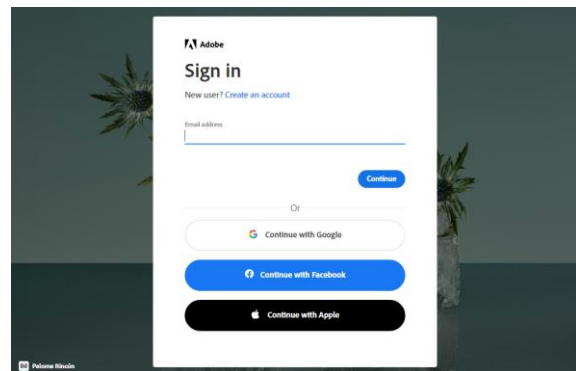 Adobe
Sign in
New user? Create an account
Email address
Continue
Or
Continue with Google
Continue with Facebook
Continue with Apple
Bē Paloma Rincón